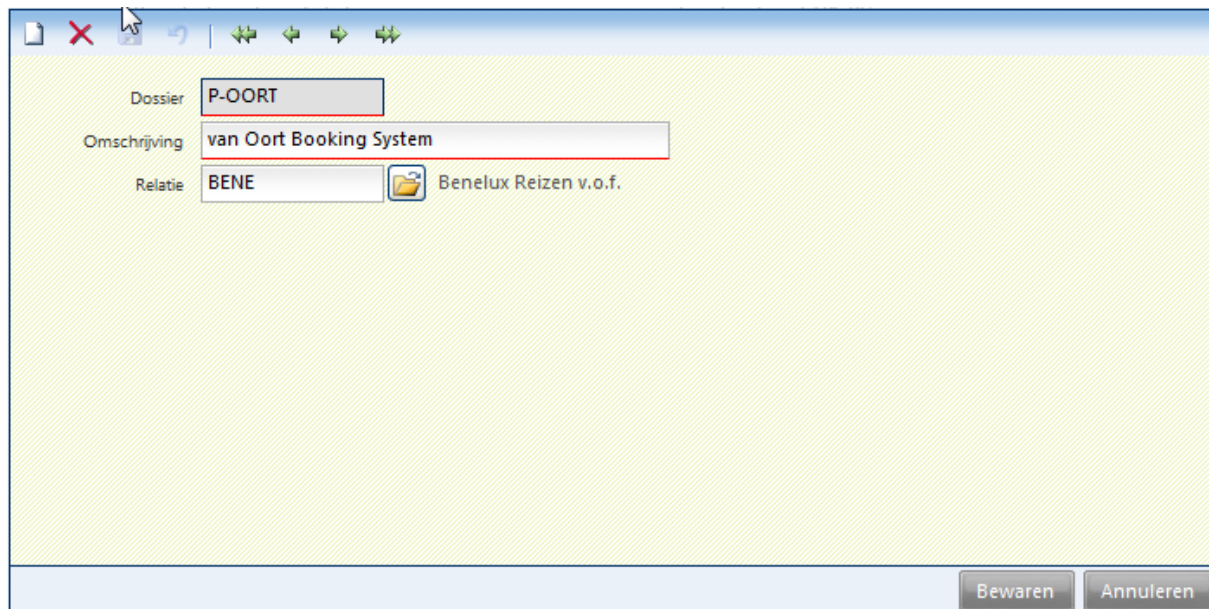 Dossier P-OORT
Omschrijving van Oort Booking System
Relatie BENE Benelux Reizen v.o.f.
Bewaren Annuleren